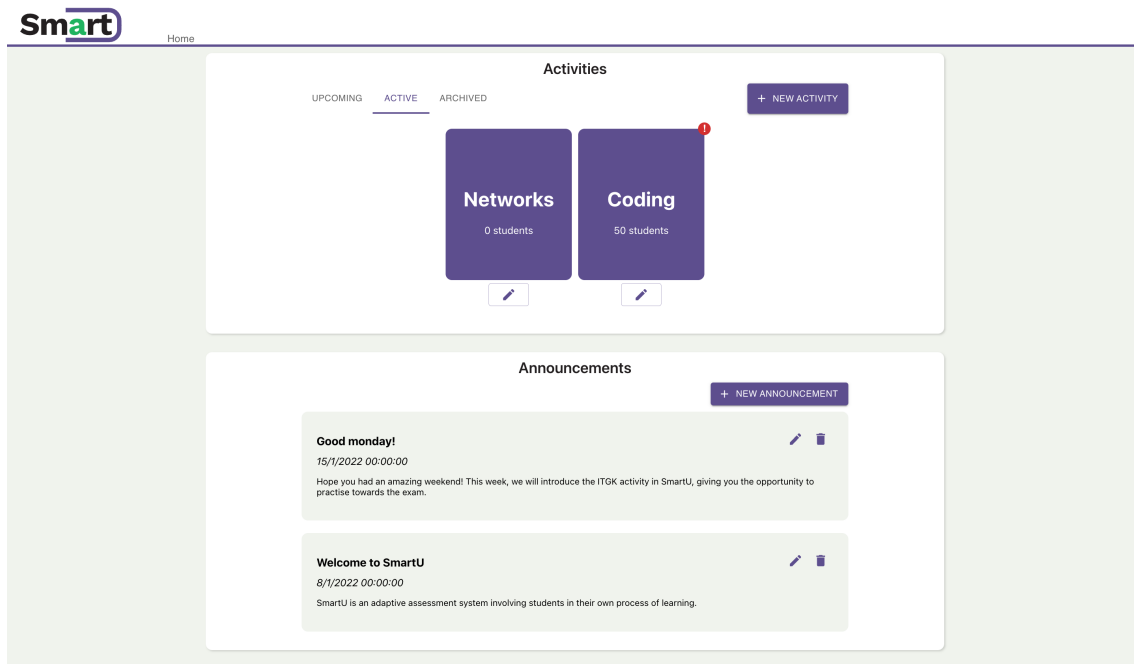 Smart
Home
Activities
UPCOMING ACTIVE ARCHIVED
+ NEW ACTIVITY
!
Networks
0 students
Coding
50 students
Announcements
+ NEW ANNOUNCEMENT
Good monday!
15/1/2022 00:00:00
Hope you had an amazing weekend! This week, we will introduce the ITGK activity in SmartU, giving you the opportunity to
practise towards the exam.
Welcome to SmartU
8/1/2022 00:00:00
SmartU is an adaptive assessment system involving students in their own process of learning.